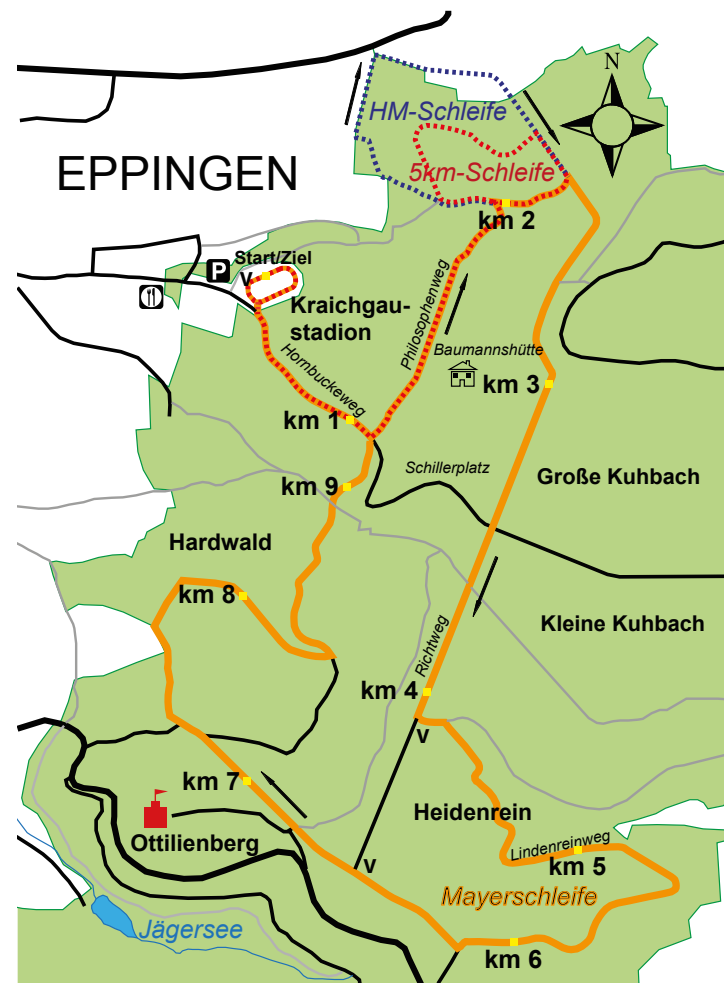 N
HM-Schleife
EPPINGEN
5km-Schleife
km 2
Start/Ziel
P
V
Kraichgau-
stadion
Philosophenweg
Hornbuckeweg
Baumannshütte
km 3
km 1
Schillerplatz
Große Kuhbach
km 9
Hardwald
km 8
Kleine Kuhbach
Richtweg
km 4
V
km 7
Heidenrein
Ottilienberg
Lindenreinweg
km 5
V
Mayerschleife
Jägersee
km 6